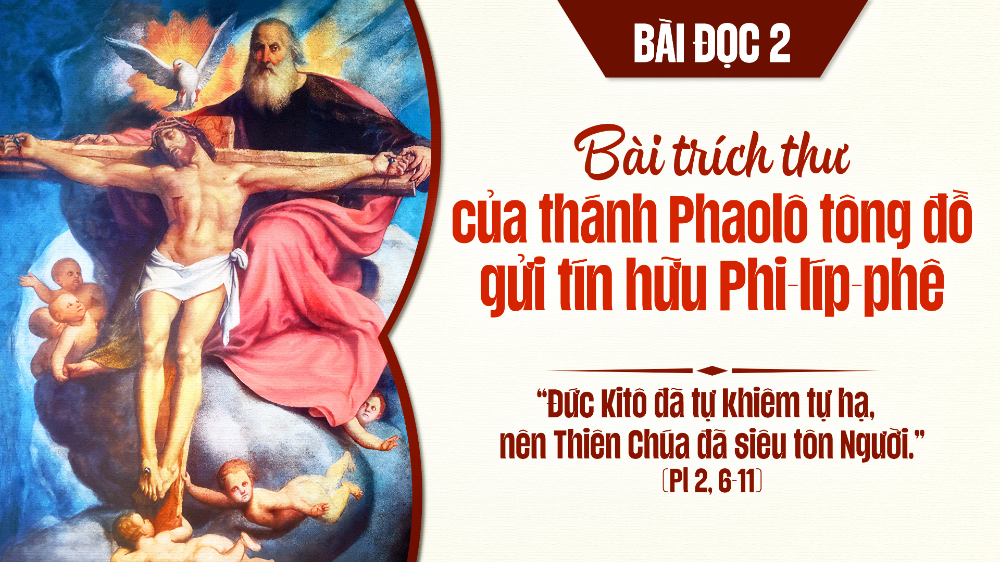 BÀI ĐỌC 2
Bài trích thư
của thánh Phaolô tông đồ
gửi tín hữu Phi-líp-phê
“Đức Kitô đã tự khiêm tự hạ,
nên Thiên Chúa đã siêu tôn Người.”
(Pl 2, 6-11)